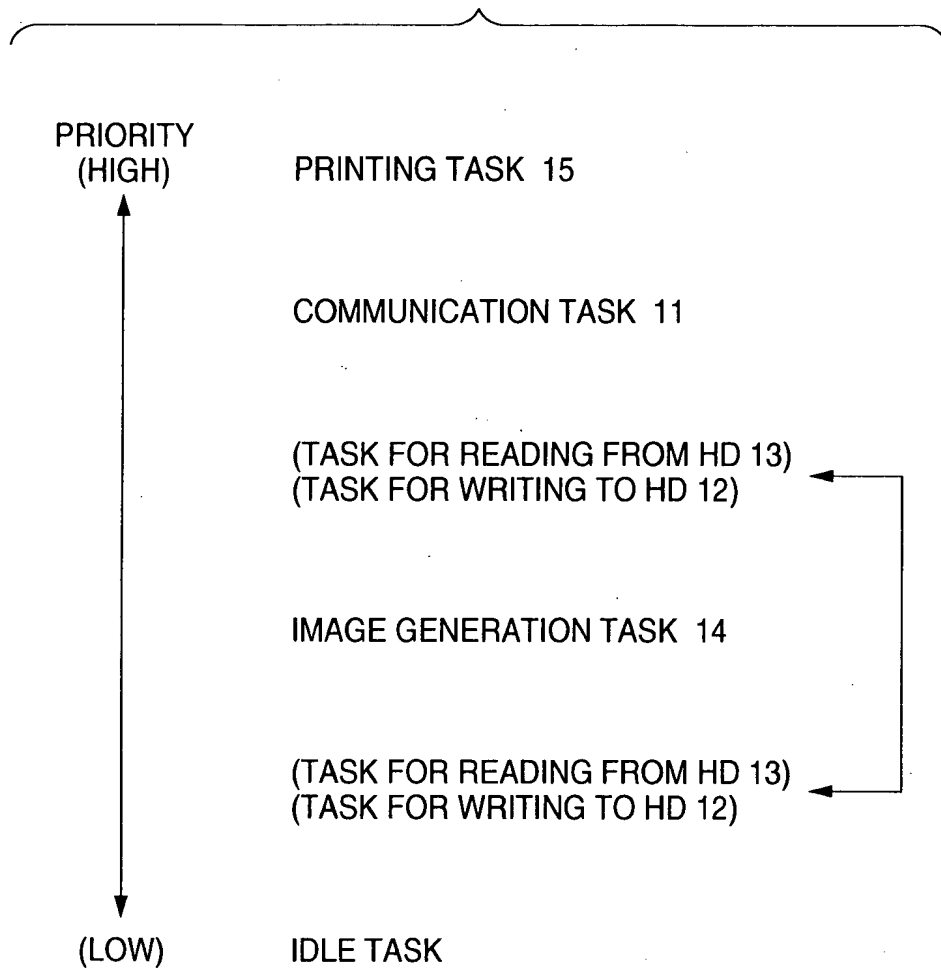 PRIORITY
(HIGH) PRINTING TASK 15
COMMUNICATION TASK 11
(TASK FOR READING FROM HD 13)
(TASK FOR WRITING TO HD 12)
IMAGE GENERATION TASK 14
(TASK FOR READING FROM HD 13)
(TASK FOR WRITING TO HD 12)
(LOW) IDLE TASK